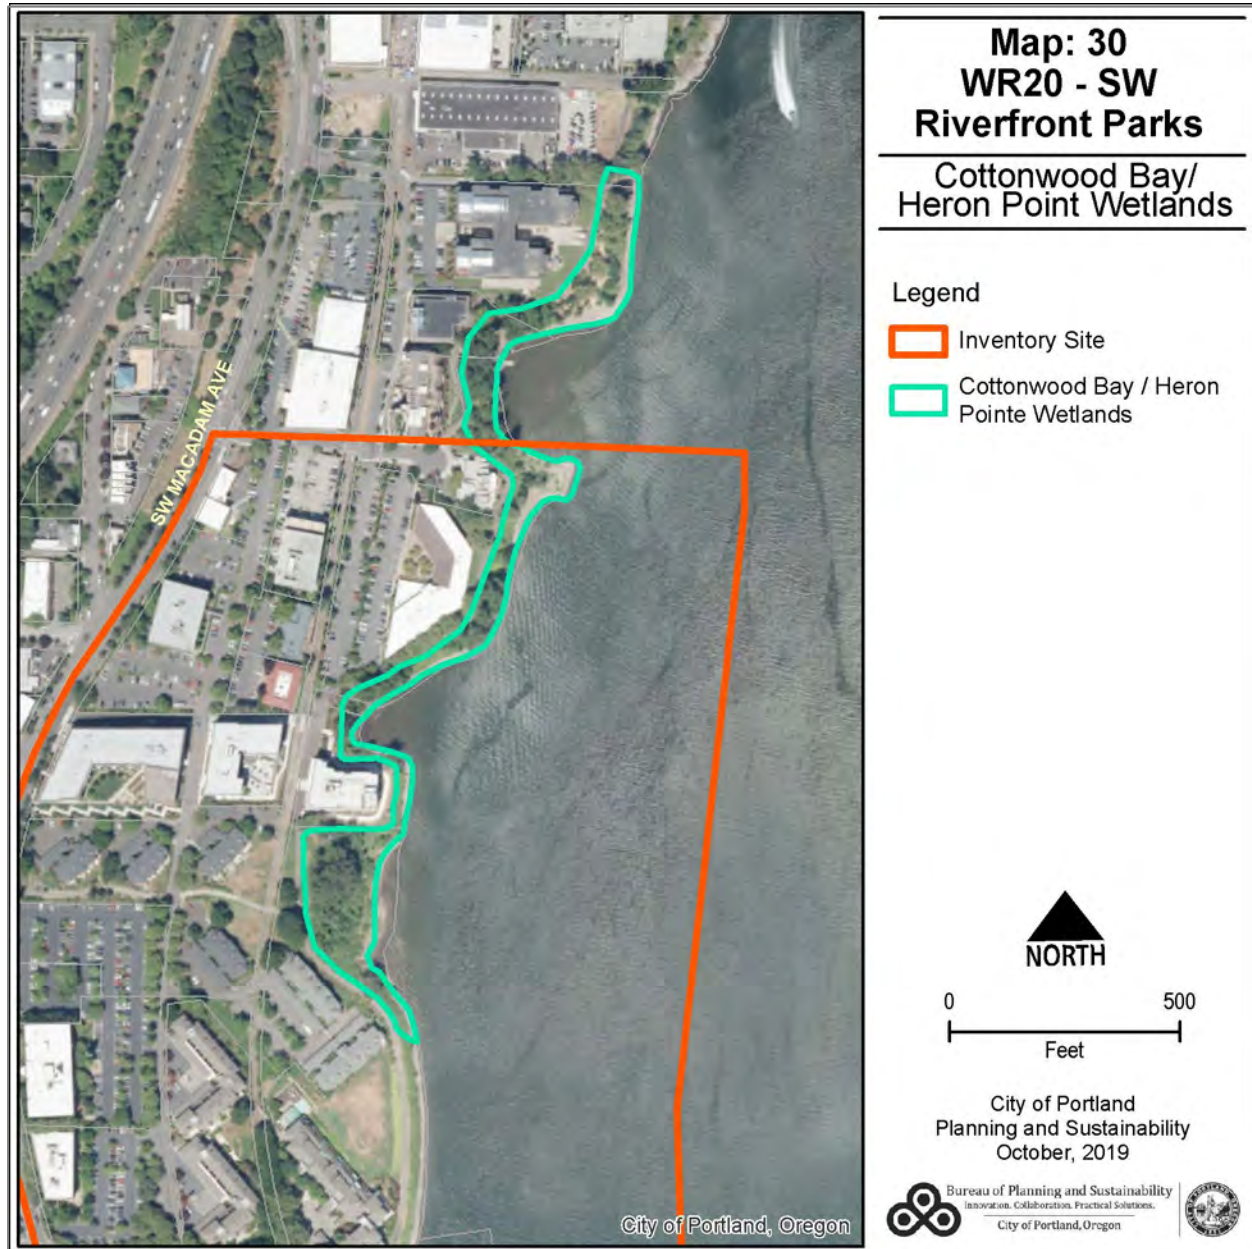 Map: 30
WR20 - SW
Riverfront Parks
Cottonwood Bay/
Heron Point Wetlands
Legend
Inventory Site
Cottonwood Bay / Heron
Pointe Wetlands
SW MACADAM AVE
NORTH
0 500
Feet
City of Portland
Planning and Sustainability
October, 2019
Bureau of Planning and Sustainability
Innovation. Collaboration. Practical Solutions.
City of Portland, Oregon
City of Portland, Oregon